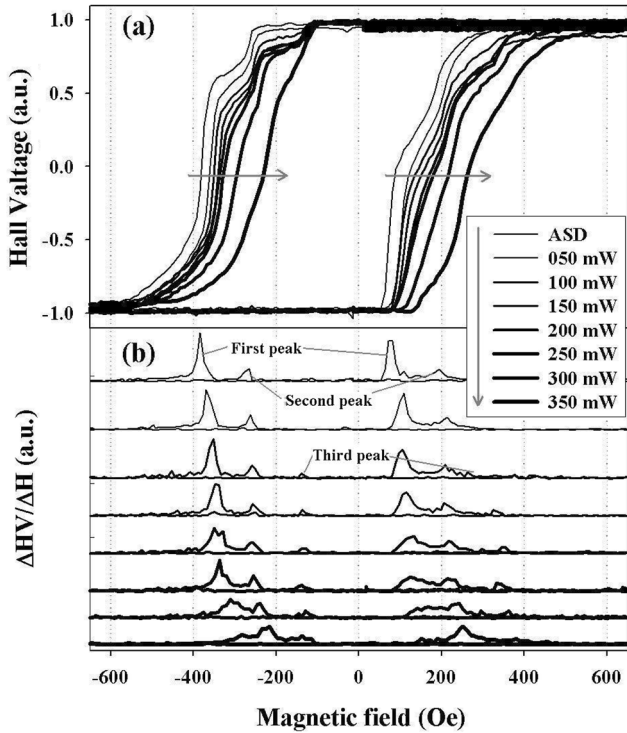 (a)
1.0
0.5
0.0
-0.5
-1.0
Hall Valtage (a.u.)
ASD
050 mW
100 mW
150 mW
200 mW
250 mW
300 mW
350 mW
(b)
First peak
Second peak
Third peak
ΔHV/ΔH (a.u.)
-600 -400 -200 0 200 400 600
Magnetic field (Oe)